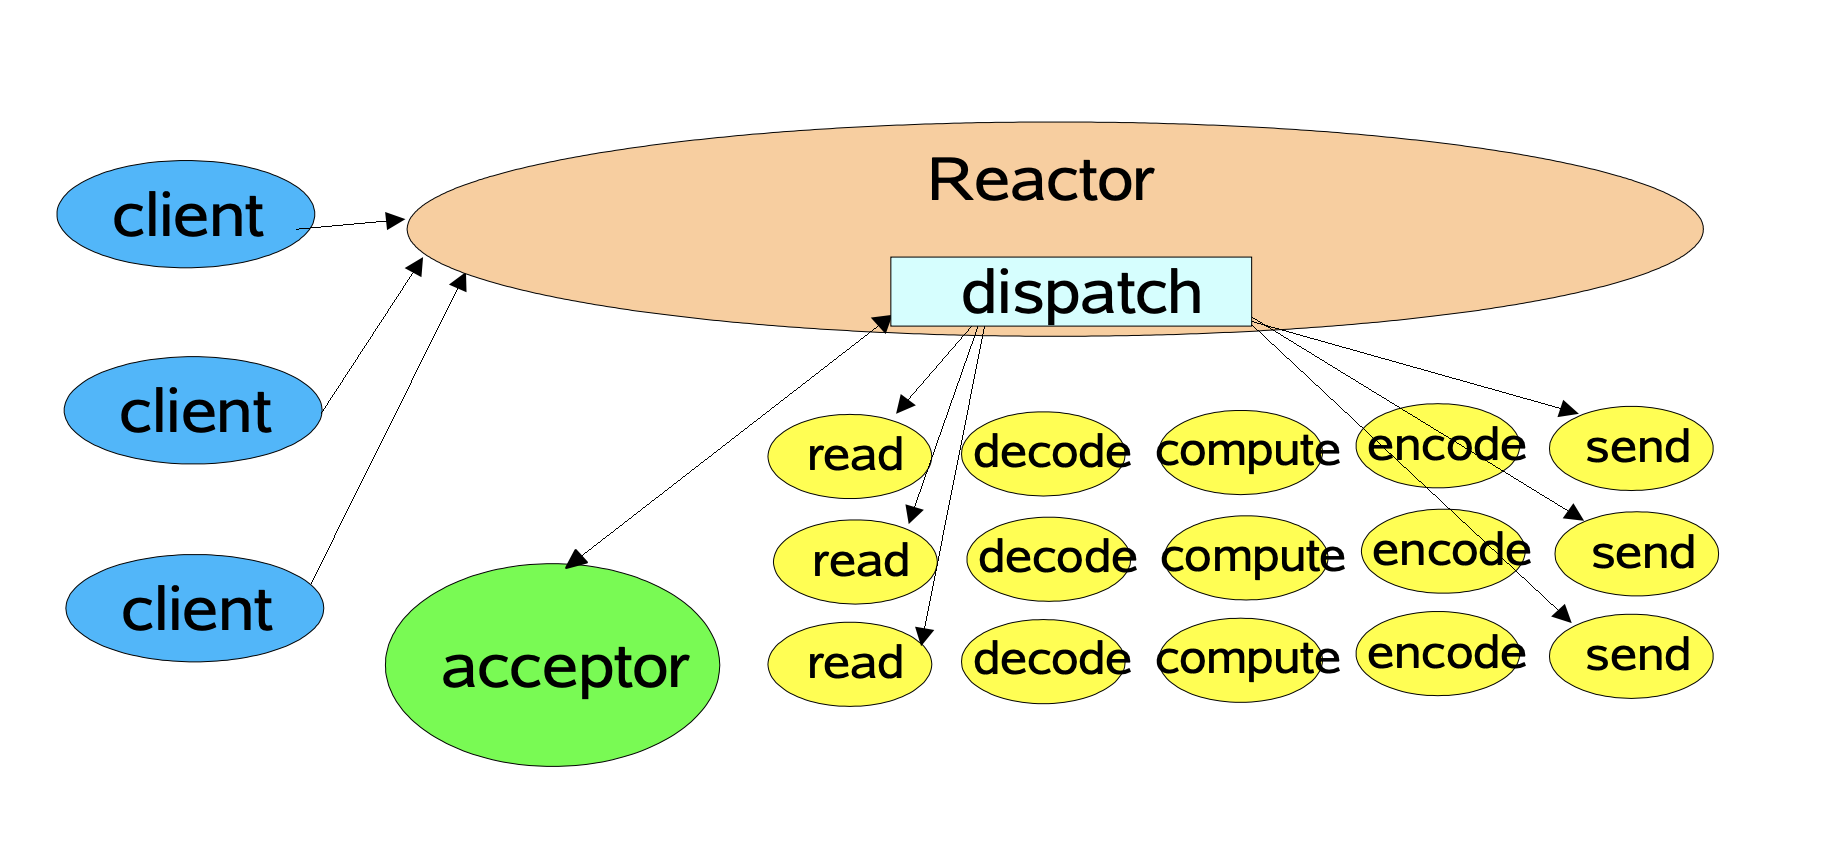 Reactor
dispatch
client
client
client
acceptor
read decode compute encode send
read decode compute encode send
read decode compute encode send